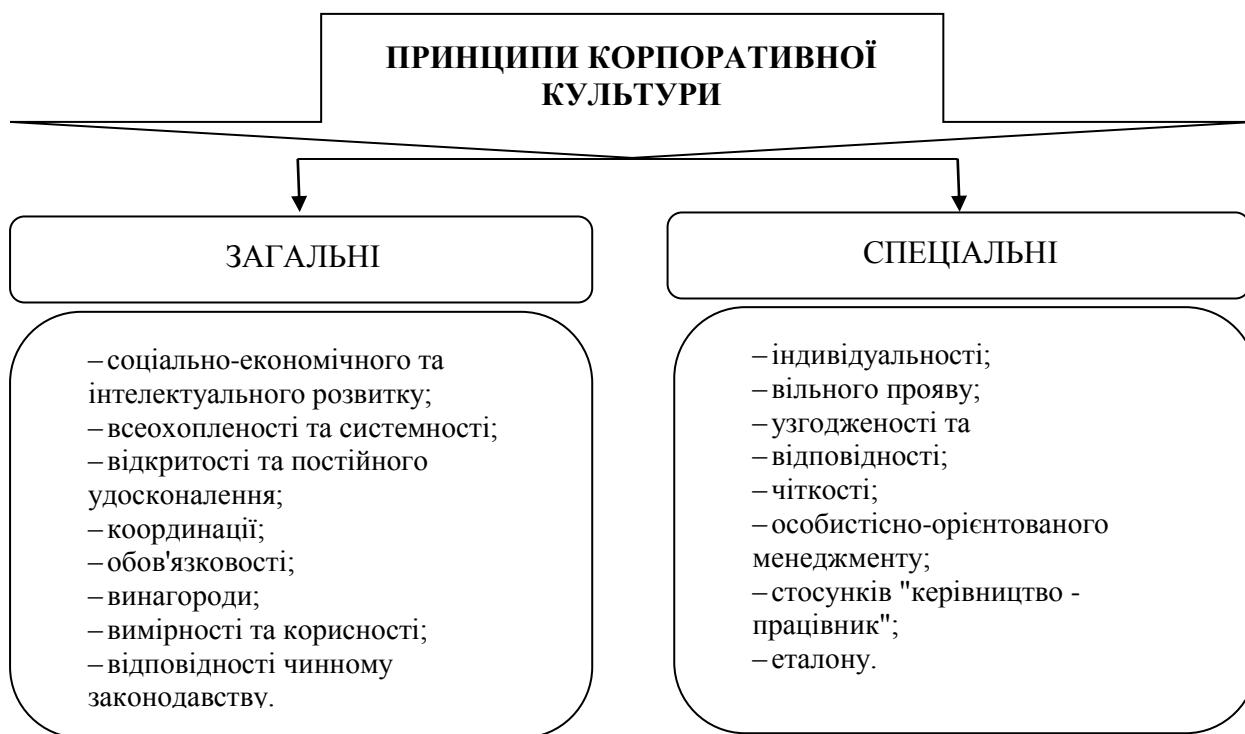 ПРИНЦИПИ КОРПОРАТИВНОЇ
КУЛЬТУРИ
ЗАГАЛЬНІ
– соціально-економічного та
інтелектуального розвитку;
– всеохопленості та системності;
– відкритості та постійного
удосконалення;
– координації;
– обов'язковості;
– винагороди;
– вимірності та корисності;
– відповідності чинному
законодавству.
СПЕЦІАЛЬНІ
– індивідуальності;
– вільного прояву;
– узгодженості та
– відповідності;
– чіткості;
– особистісно-орієнтованого
менеджменту;
– стосунків "керівництво -
працівник";
– еталону.